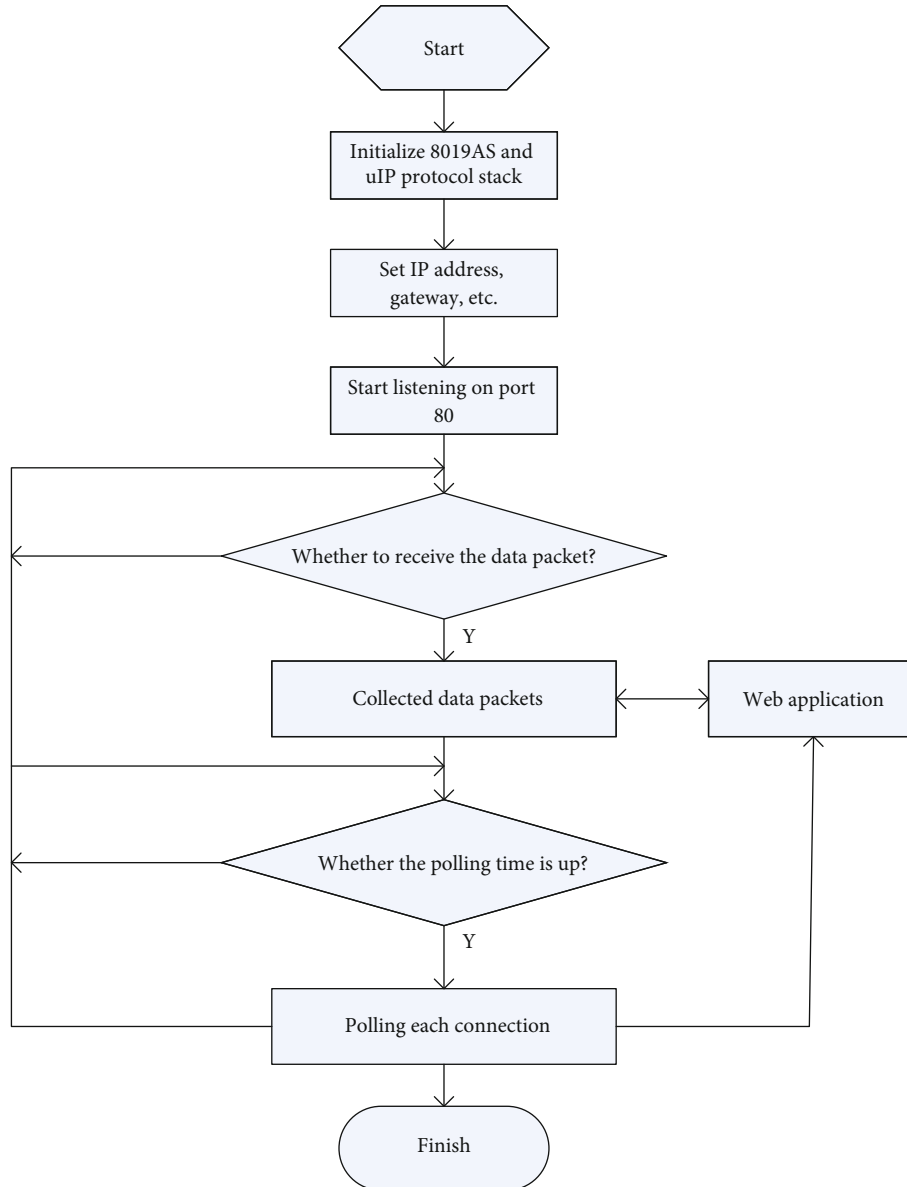 Start
Initialize 8019AS and
uIP protocol stack
Set IP address,
gateway, etc.
Start listening on port
80
Whether to receive the data packet?
Y
Collected data packets
Web application
Whether the polling time is up?
Y
Polling each connection
Finish